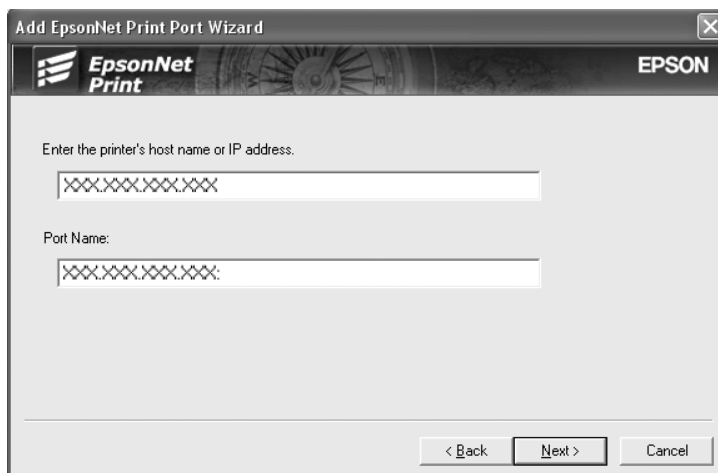 Add EpsonNet Print Port Wizard
EpsonNet
Print
EPSON
W
E
Enter the printer's host name or IP address.
XXX.XXX.XXX.XXX
Port Name:
XXX.XXX.XXX.XXX:
< Back
Next >
Cancel